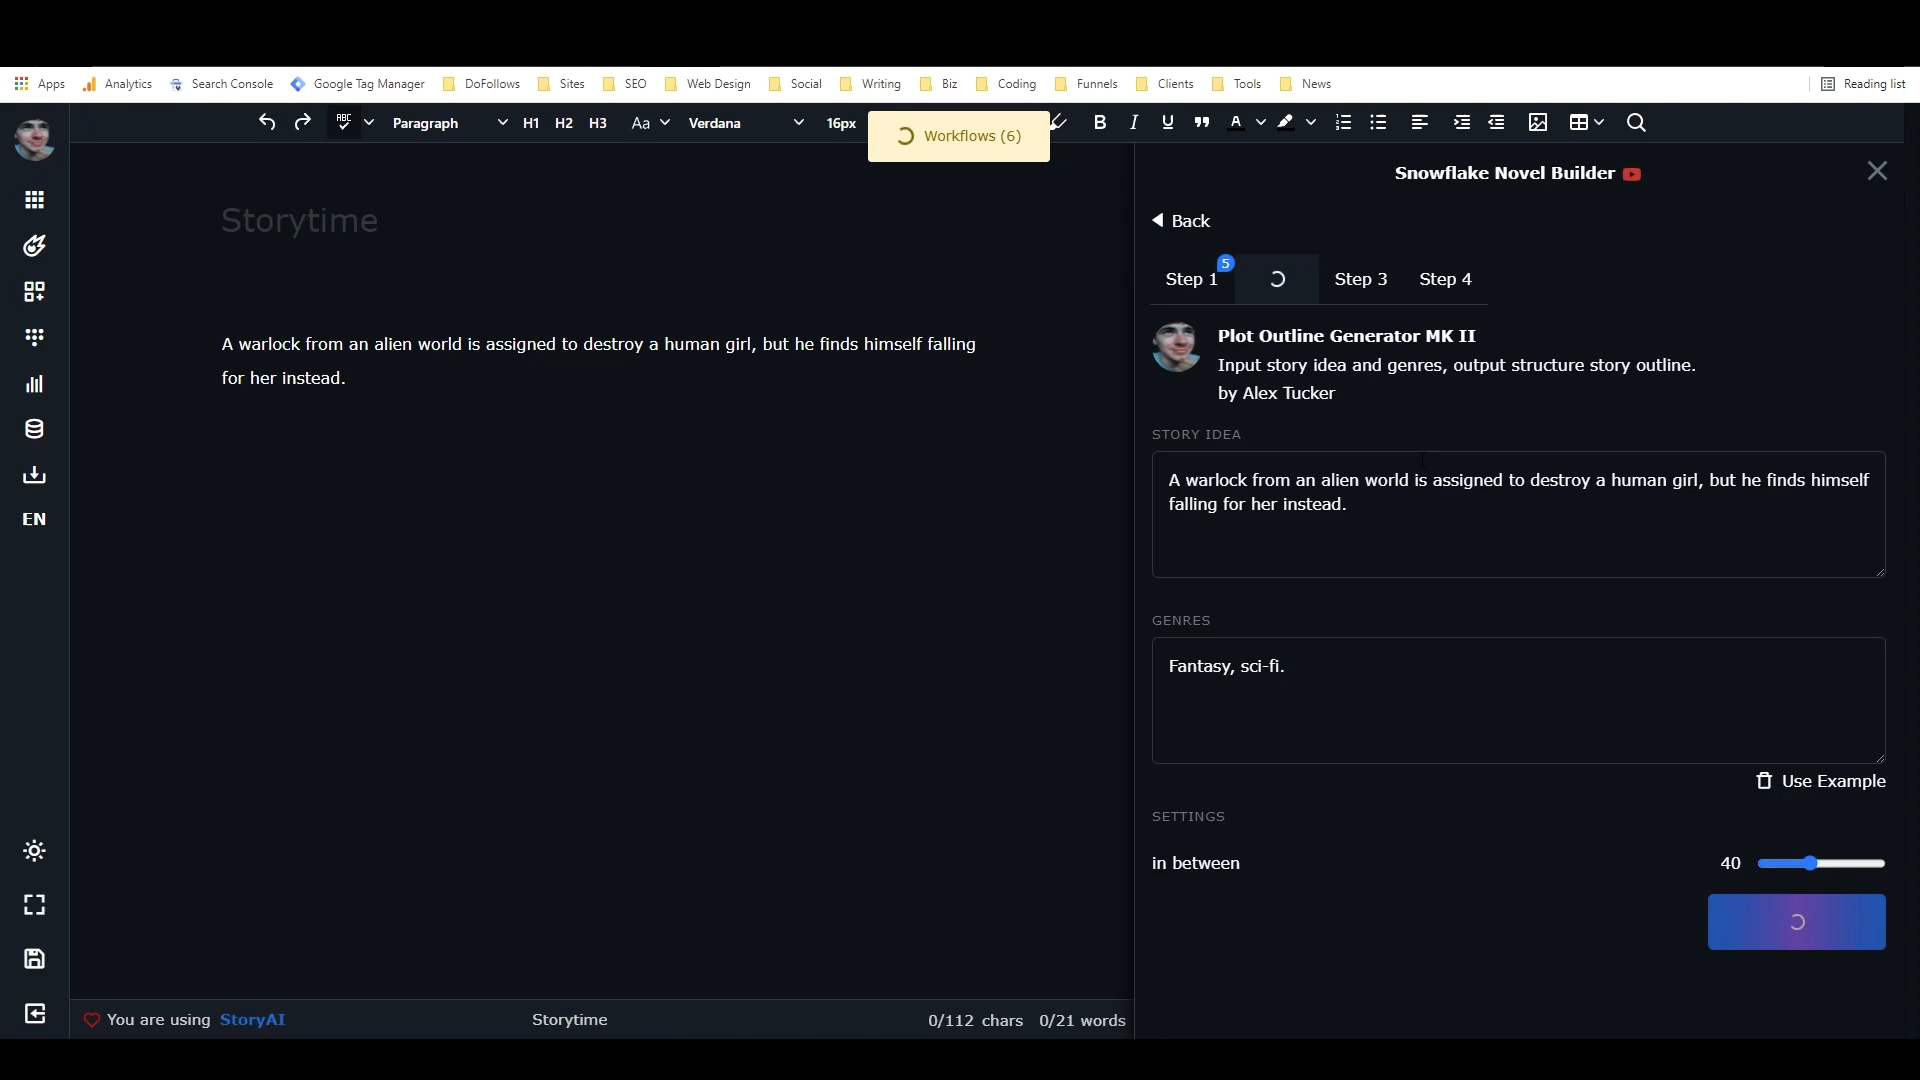 Apps Analytics Search Console Google Tag Manager DoFollows Sites SEO Web Design Social Writing Biz Coding Funnels Clients Tools News Reading list
ABC Paragraph H1 H2 H3 Aa Verdana 16px B I U A
Workflows (6)
Snowflake Novel Builder
Storytime
Back
Step 1 5 Step 3 Step 4
A warlock from an alien world is assigned to destroy a human girl, but he finds himself falling
for her instead.
Plot Outline Generator MK II
Input story idea and genres, output structure story outline.
by Alex Tucker
STORY IDEA
A warlock from an alien world is assigned to destroy a human girl, but he finds himself
falling for her instead.
EN
GENRES
Fantasy, sci-fi.
Use Example
SETTINGS
in between 40
You are using StoryAI Storytime 0/112 chars 0/21 words